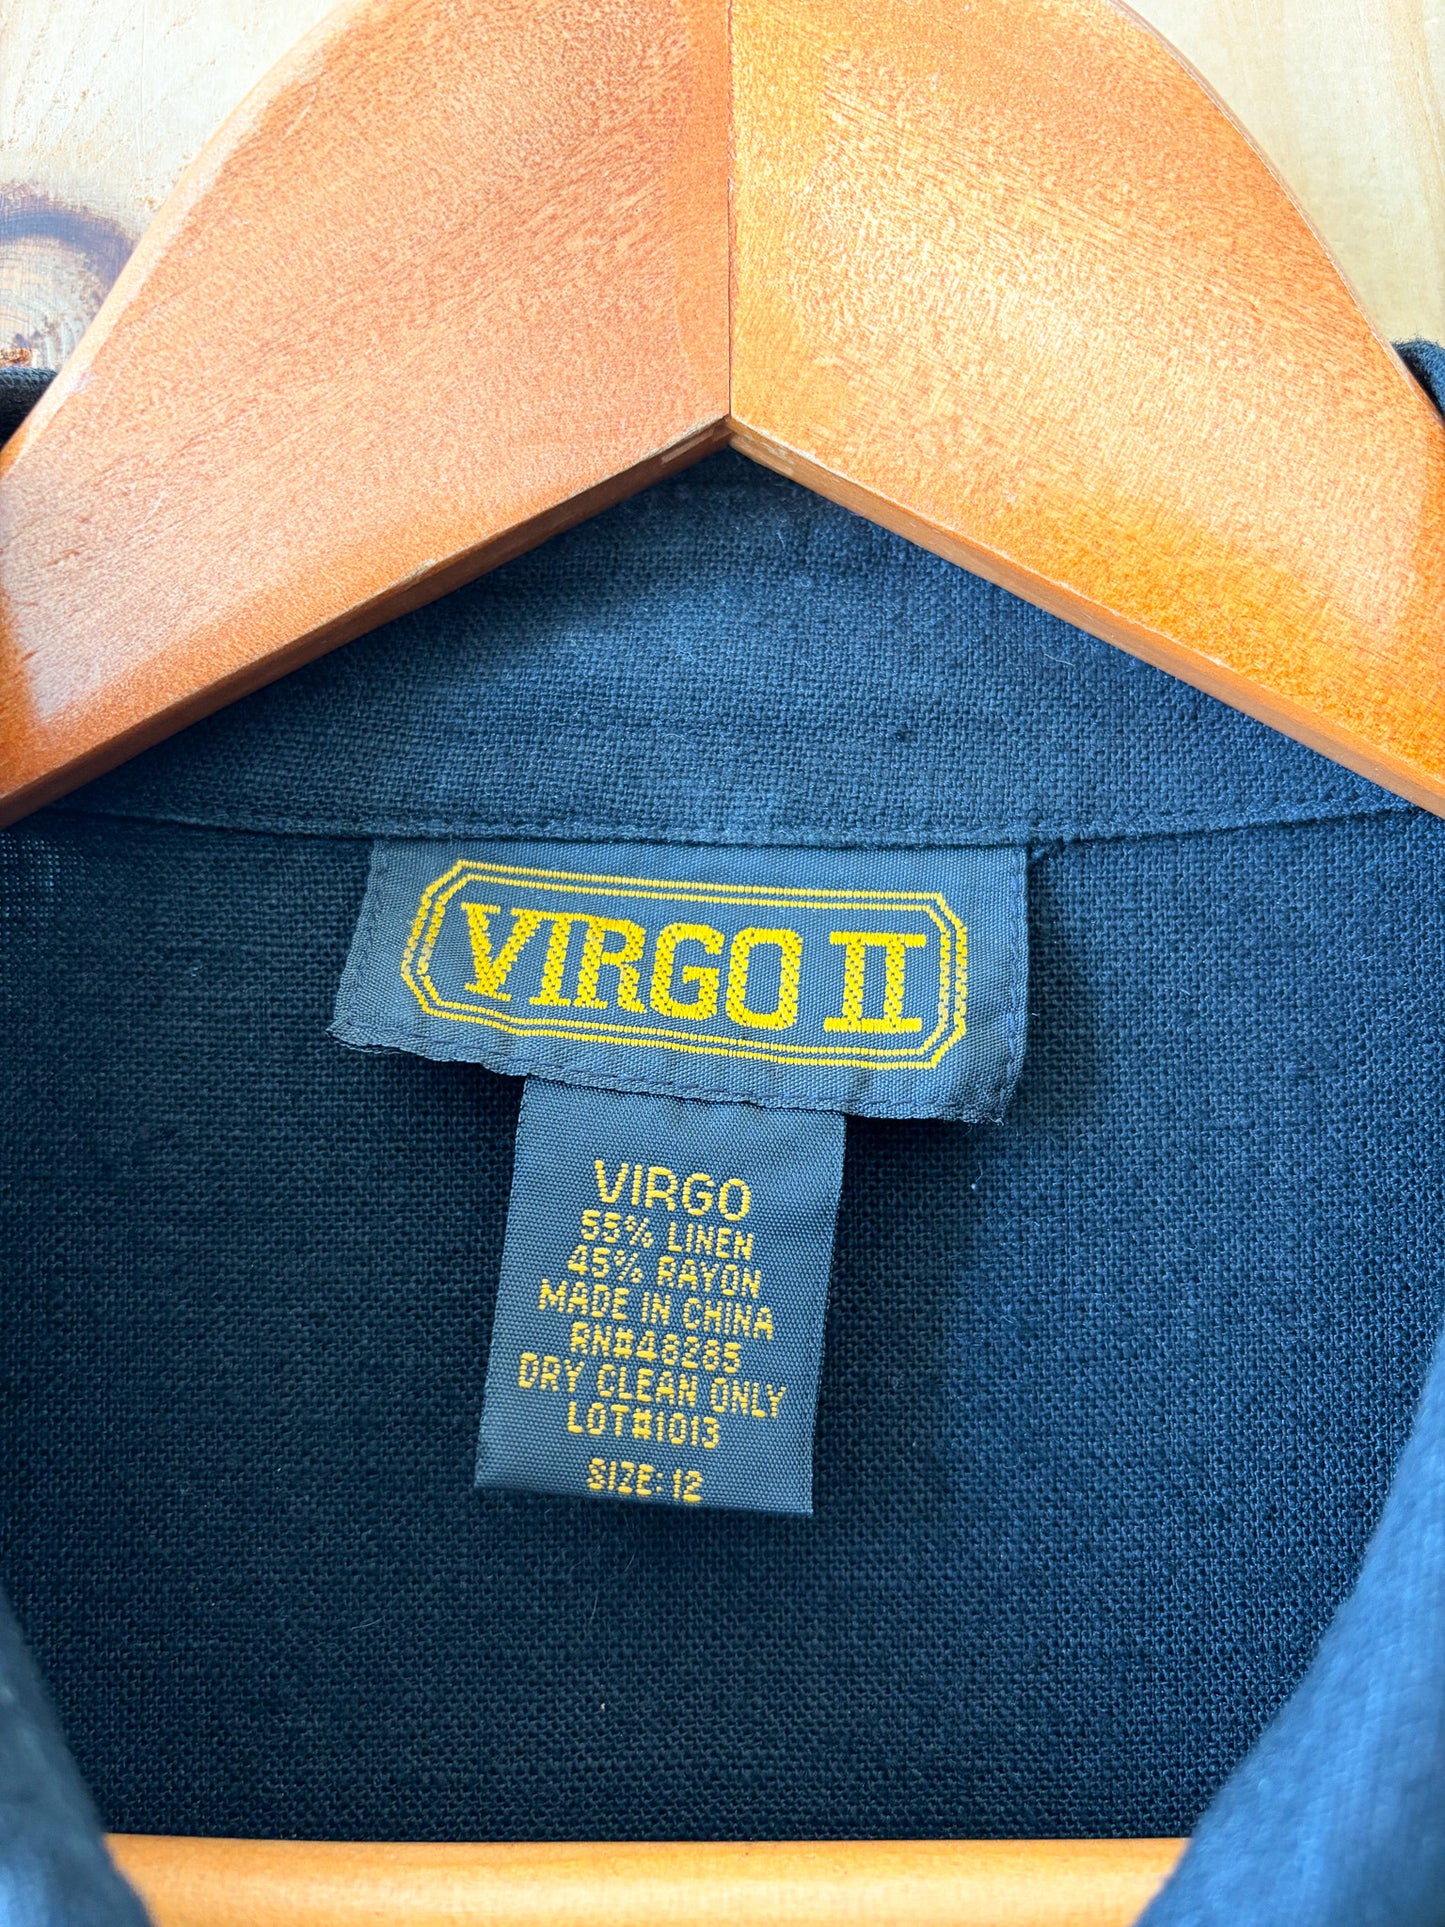 VIRGO II
VIRGO
55% LINEN
45% RAYON
MADE IN CHINA
RN#48285
DRY CLEAN ONLY
LOT#1013
SIZE: 12